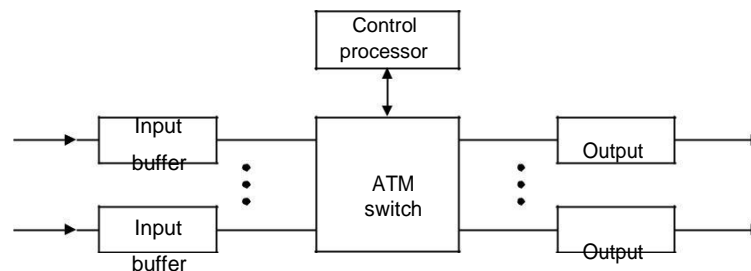 Control
processor
Input
buffer
Output
ATM
switch
Input
buffer
Output